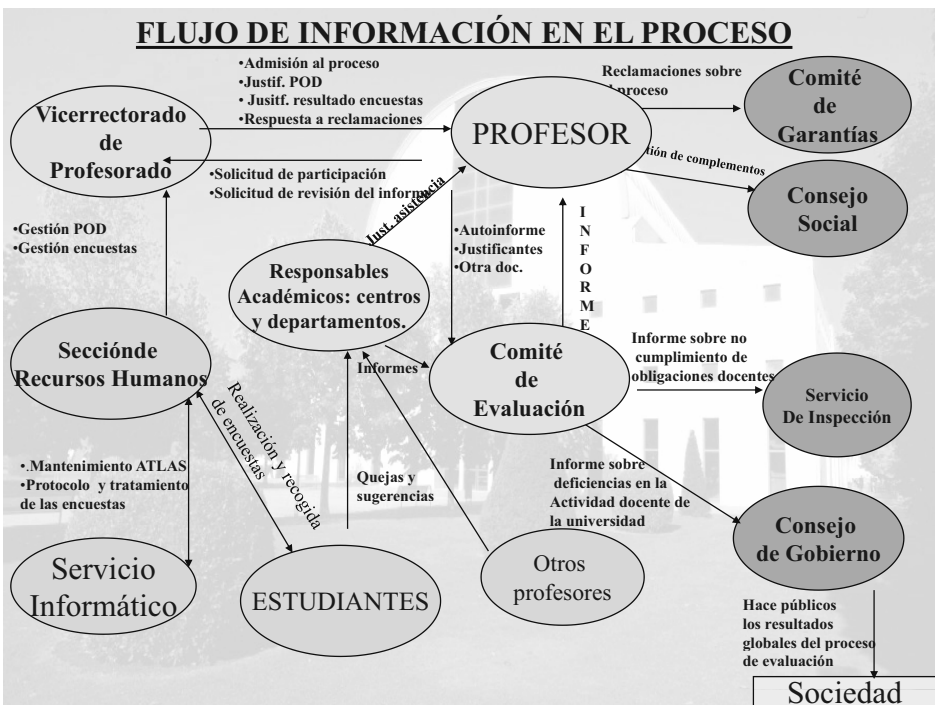 FLUJO DE INFORMACIÓN EN EL PROCESO
•Admisión al proceso
•Justif. POD
• Jusitf. resultado encuestas
•Respuesta a reclamaciones
Reclamaciones sobre
proceso
Comité
de
Garantías
Vicerrectorado
de
Profesorado
PROFESOR
•Solicitud de participación
•Solicitud de revisión del informe
Just. asistencia
de complementos
Consejo
Social
•Gestión POD
•Gestión encuestas
•Autoinforme
•Justificantes
•Otra doc.
INFORME
Responsables
Académicos: centros
y departamentos.
Secciónde
Recursos Humanos
Informes
Comité
de
Evaluación
Informe sobre no
cumplimiento de
obligaciones docentes
Servicio
De Inspección
Realización y recogida
de encuestas
•.Mantenimiento ATLAS
•Protocolo y tratamiento
de las encuestas
Quejas y
sugerencias
Informe sobre
deficiencias en la
Actividad docente de
la universidad
Consejo
de Gobierno
Servicio
Informático
ESTUDIANTES
Otros
profesores
Hace públicos
los resultados
globales del proceso
de evaluación
Sociedad